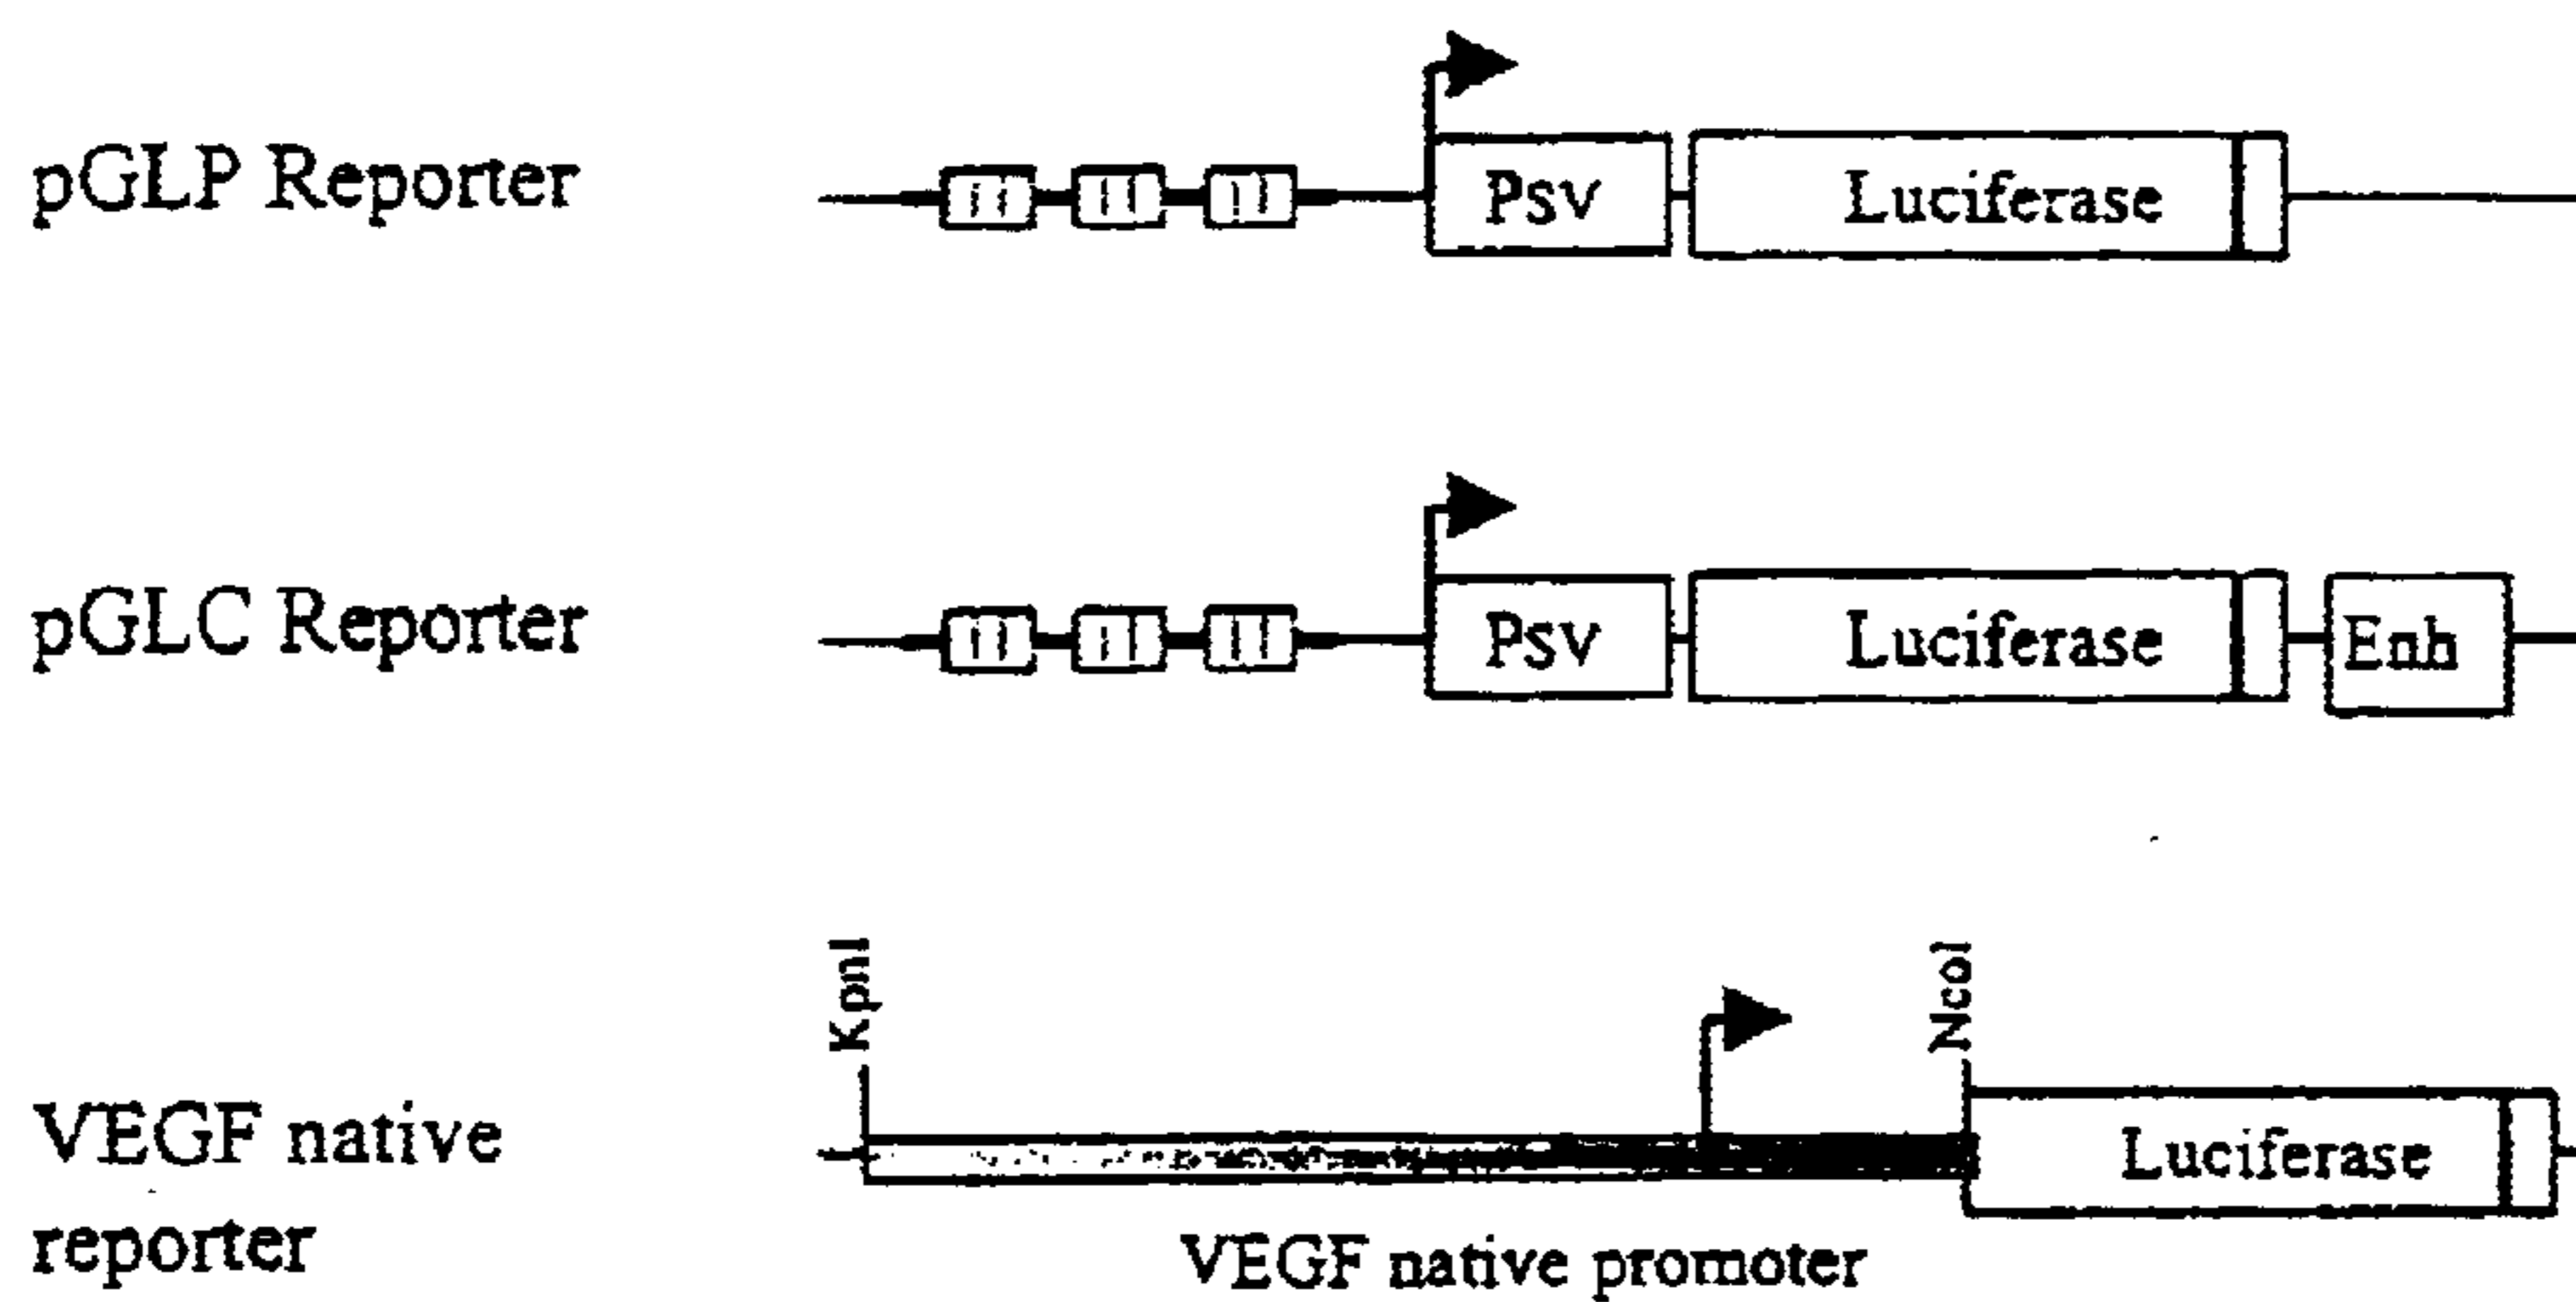 pGLP Reporter
PSV
Luciferase
pGLC Reporter
PSV
Luciferase
Enh
KpnI
NcoI
VEGF native
reporter
Luciferase
VEGF native promoter